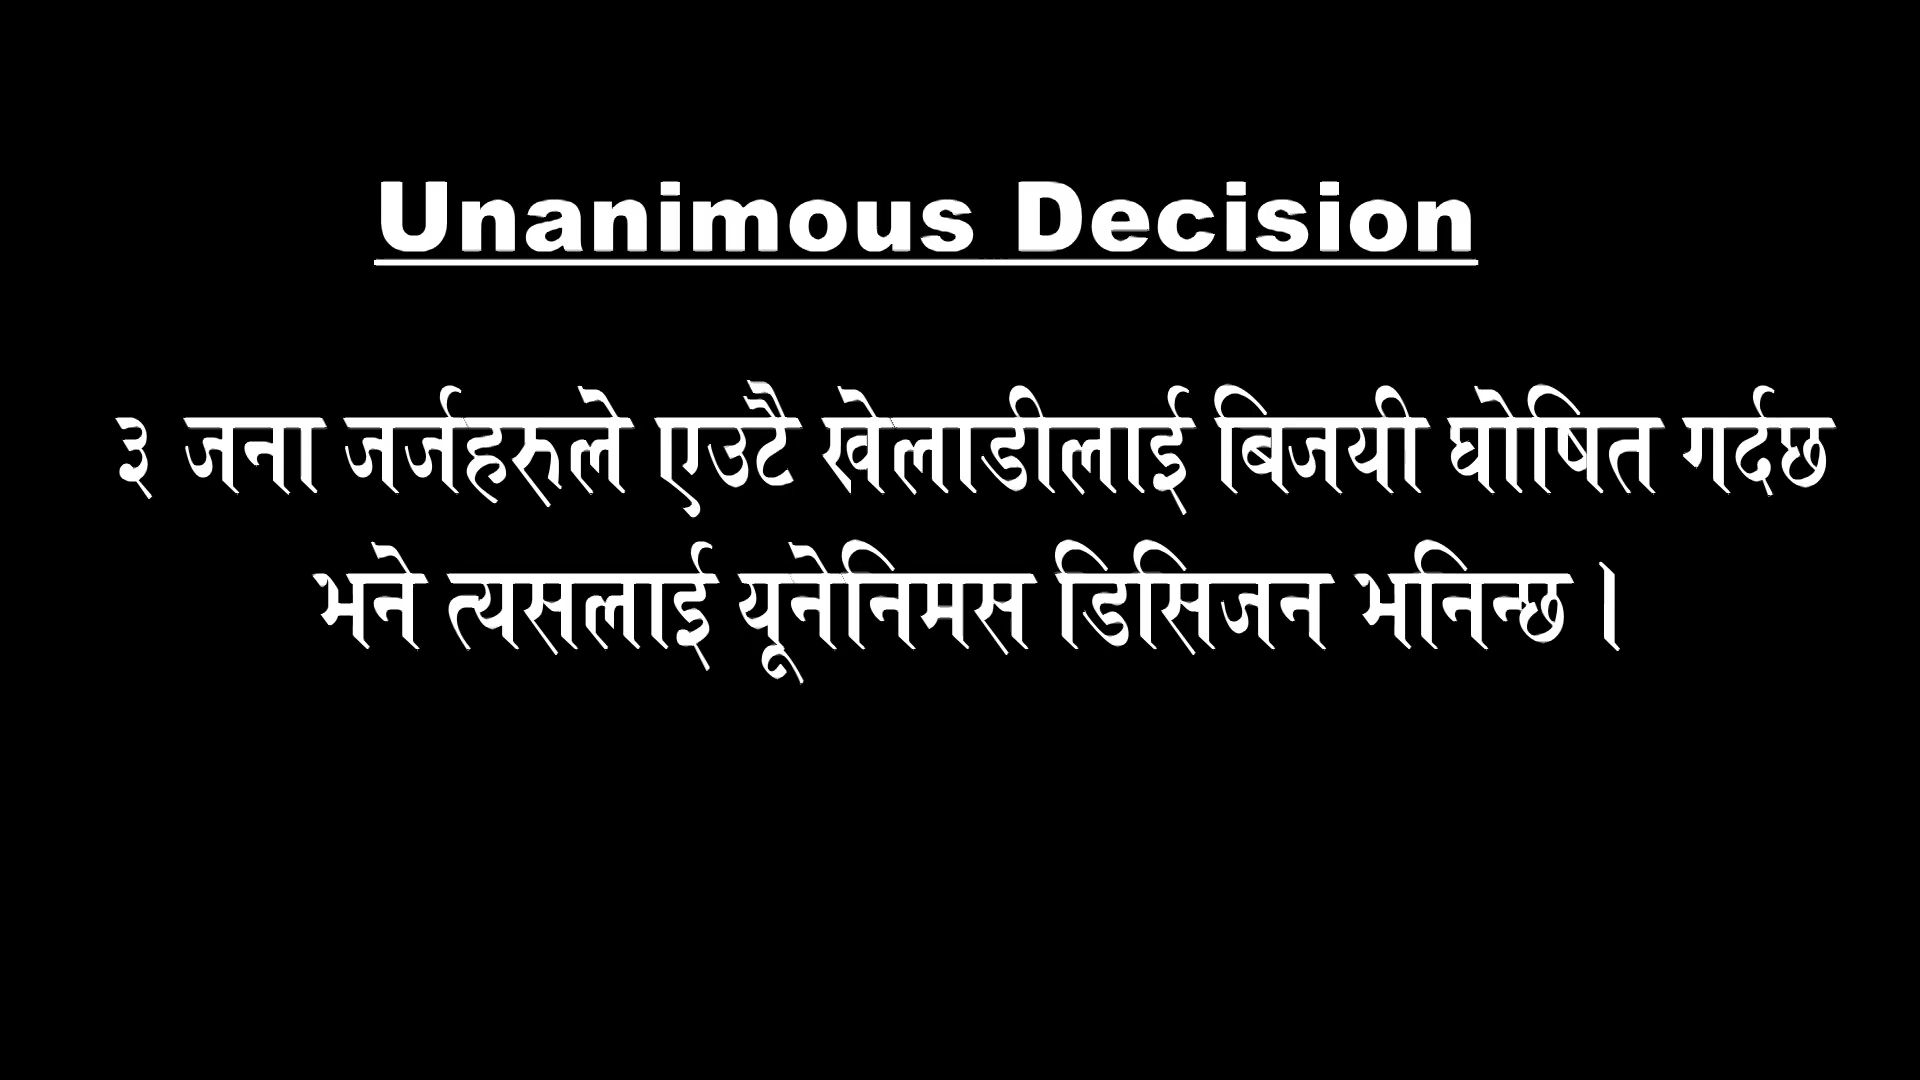 Unanimous Decision
३ जना जर्जहरुले एउटै खेलाडीलाई बिजयी घोषित गर्दछ
भने त्यसलाई यूनेनिमस डिसिजन भनिन्छ ।